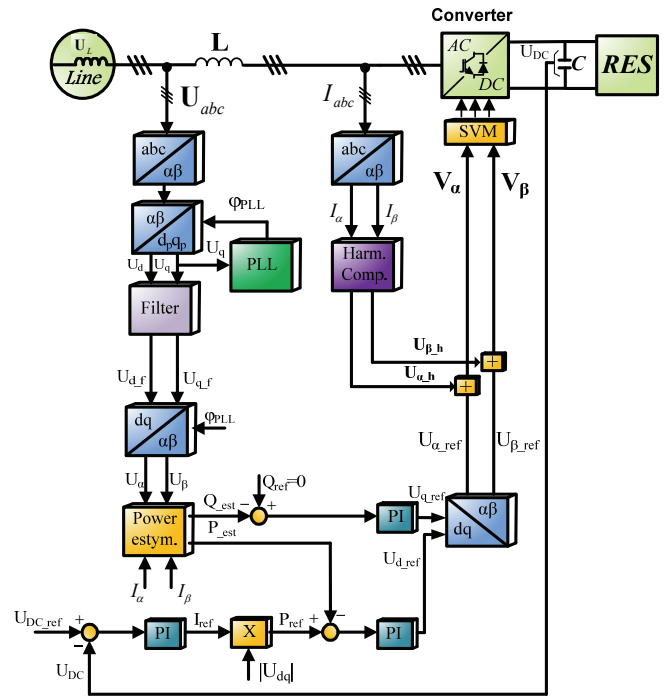 Converter
U_L
Line
L
AC
DC
U_DC
C
RES
U_abc
I_abc
SVM
abc
αβ
abc
αβ
V_α
V_β
φ_PLL
I_α
I_β
αβ
d_pq_p
U_d
U_q
U_q
PLL
Harm.
Comp.
Filter
U_β_h
+
U_α_h
+
U_d_f
U_q_f
dq
αβ
φ_PLL
U_α_ref
U_β_ref
U_α
U_β
Q_ref=0
Q_est
−
+
PI
U_q_ref
αβ
dq
Power
estym.
P_est
U_d_ref
I_α
I_β
U_DC_ref
+
−
PI
I_ref
X
P_ref
+
−
PI
U_DC
|U_dq|